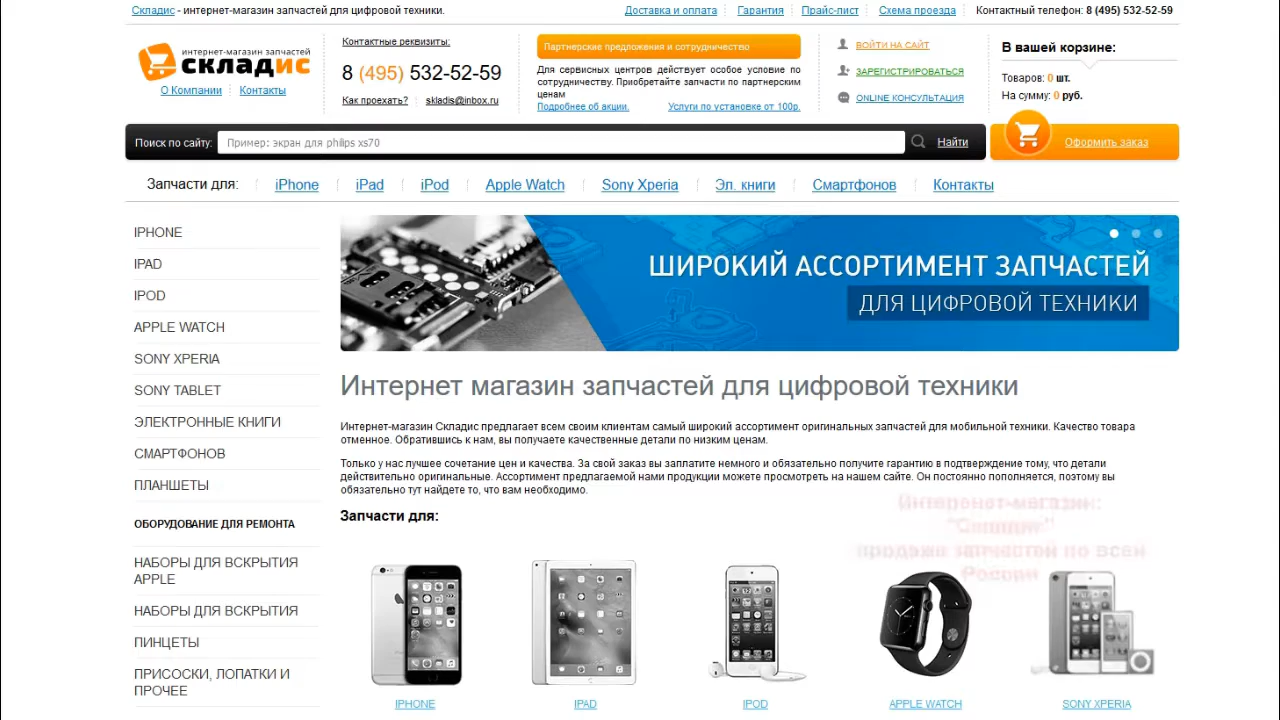 Складис - интернет-магазин запчастей для цифровой техники.
Доставка и оплата
Гарантия
Прайс-лист
Схема проезда
Контактный телефон: 8 (495) 532-52-59
интернет-магазин запчастей
складис
О Компании
Контакты
Контактные реквизиты:
8 (495) 532-52-59
Как проехать?
skladis@inbox.ru
Партнерские предложения и сотрудничество
Для сервисных центров действует особое условие по
сотрудничеству. Приобретайте запчасти по партнерским
ценам
Подробнее об акции.
Услуги по установке от 100р.
ВОЙТИ НА САЙТ
ЗАРЕГИСТРИРОВАТЬСЯ
ONLINE КОНСУЛЬТАЦИЯ
В вашей корзине:
Товаров: 0 шт.
На сумму: 0 руб.
Поиск по сайту:
Пример: экран для philips xs70
Найти
Оформить заказ
Запчасти для:
iPhone
iPad
iPod
Apple Watch
Sony Xperia
Эл. книги
Смартфонов
Контакты
IPHONE
IPAD
IPOD
APPLE WATCH
SONY XPERIA
SONY TABLET
ЭЛЕКТРОННЫЕ КНИГИ
СМАРТФОНОВ
ПЛАНШЕТЫ
ОБОРУДОВАНИЕ ДЛЯ РЕМОНТА
НАБОРЫ ДЛЯ ВСКРЫТИЯ
APPLE
НАБОРЫ ДЛЯ ВСКРЫТИЯ
ПИНЦЕТЫ
ПРИСОСКИ, ЛОПАТКИ И
ПРОЧЕЕ
ШИРОКИЙ АССОРТИМЕНТ ЗАПЧАСТЕЙ
ДЛЯ ЦИФРОВОЙ ТЕХНИКИ
Интернет магазин запчастей для цифровой техники
Интернет-магазин Складис предлагает всем своим клиентам самый широкий ассортимент оригинальных запчастей для мобильной техники. Качество товара
отменное. Обратившись к нам, вы получаете качественные детали по низким ценам.
Только у нас лучшее сочетание цен и качества. За свой заказ вы заплатите немного и обязательно получите гарантию в подтверждение тому, что детали
действительно оригинальные. Ассортимент предлагаемой нами продукции можете просмотреть на нашем сайте. Он постоянно пополняется, поэтому вы
обязательно тут найдете то, что вам необходимо.
Запчасти для:
продажа запчастей по всей
России
IPHONE
IPAD
IPOD
APPLE WATCH
SONY XPERIA